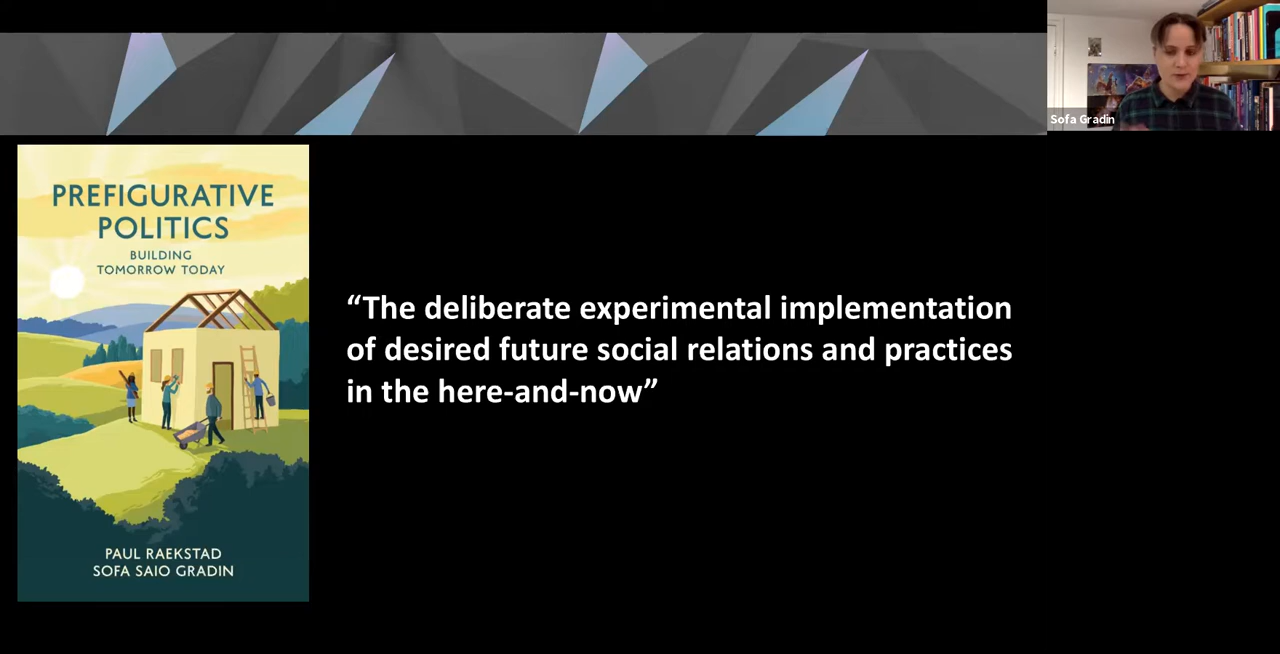 Sofa Gradin
PREFIGURATIVE
POLITICS
BUILDING
TOMORROW TODAY
PAUL RAEKSTAD
SOFA SAIO GRADIN
“The deliberate experimental implementation
of desired future social relations and practices
in the here-and-now”